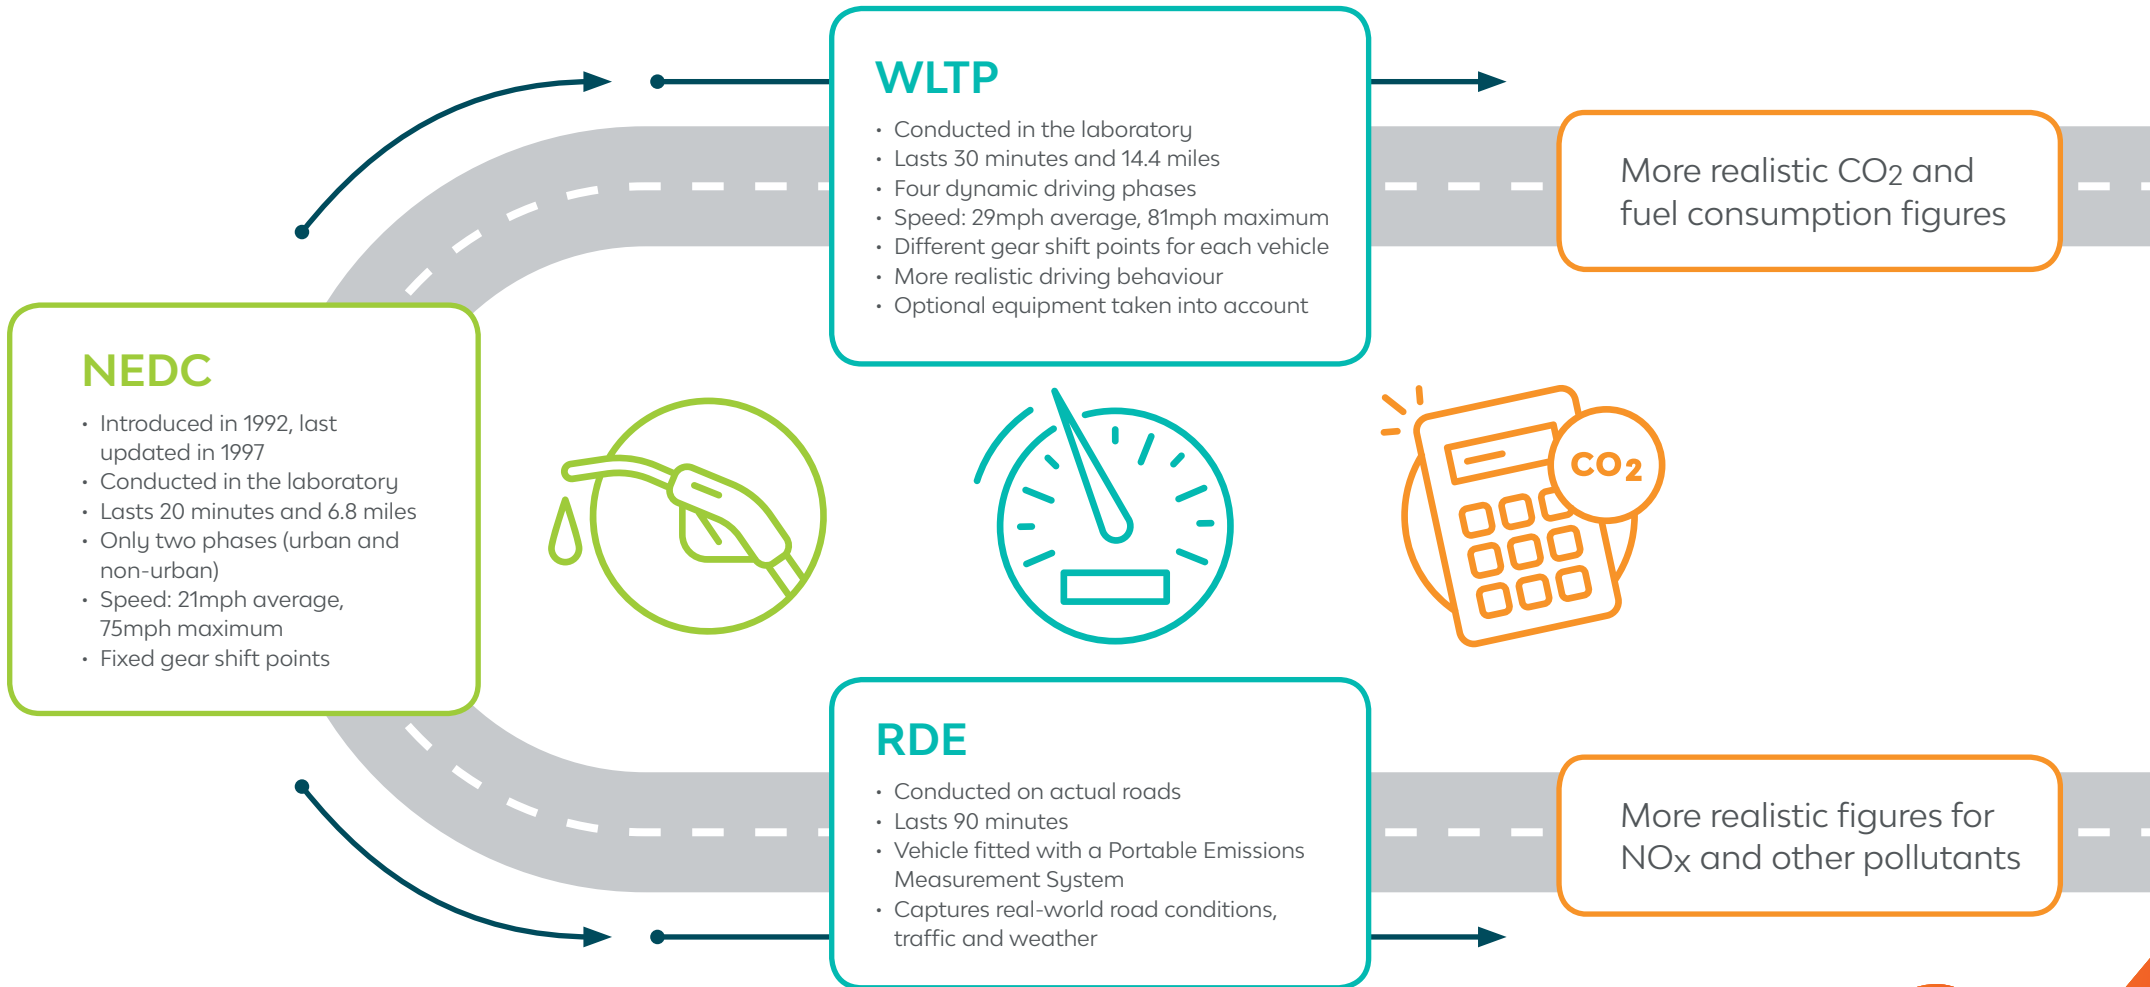 WLTP
• Conducted in the laboratory
• Lasts 30 minutes and 14.4 miles
• Four dynamic driving phases
• Speed: 29mph average, 81mph maximum
• Different gear shift points for each vehicle
• More realistic driving behaviour
• Optional equipment taken into account
More realistic CO2 and
fuel consumption figures
NEDC
• Introduced in 1992, last
updated in 1997
• Conducted in the laboratory
• Lasts 20 minutes and 6.8 miles
• Only two phases (urban and
non-urban)
• Speed: 21mph average,
75mph maximum
• Fixed gear shift points
CO2
RDE
• Conducted on actual roads
• Lasts 90 minutes
• Vehicle fitted with a Portable Emissions
Measurement System
• Captures real-world road conditions,
traffic and weather
More realistic figures for
NOx and other pollutants